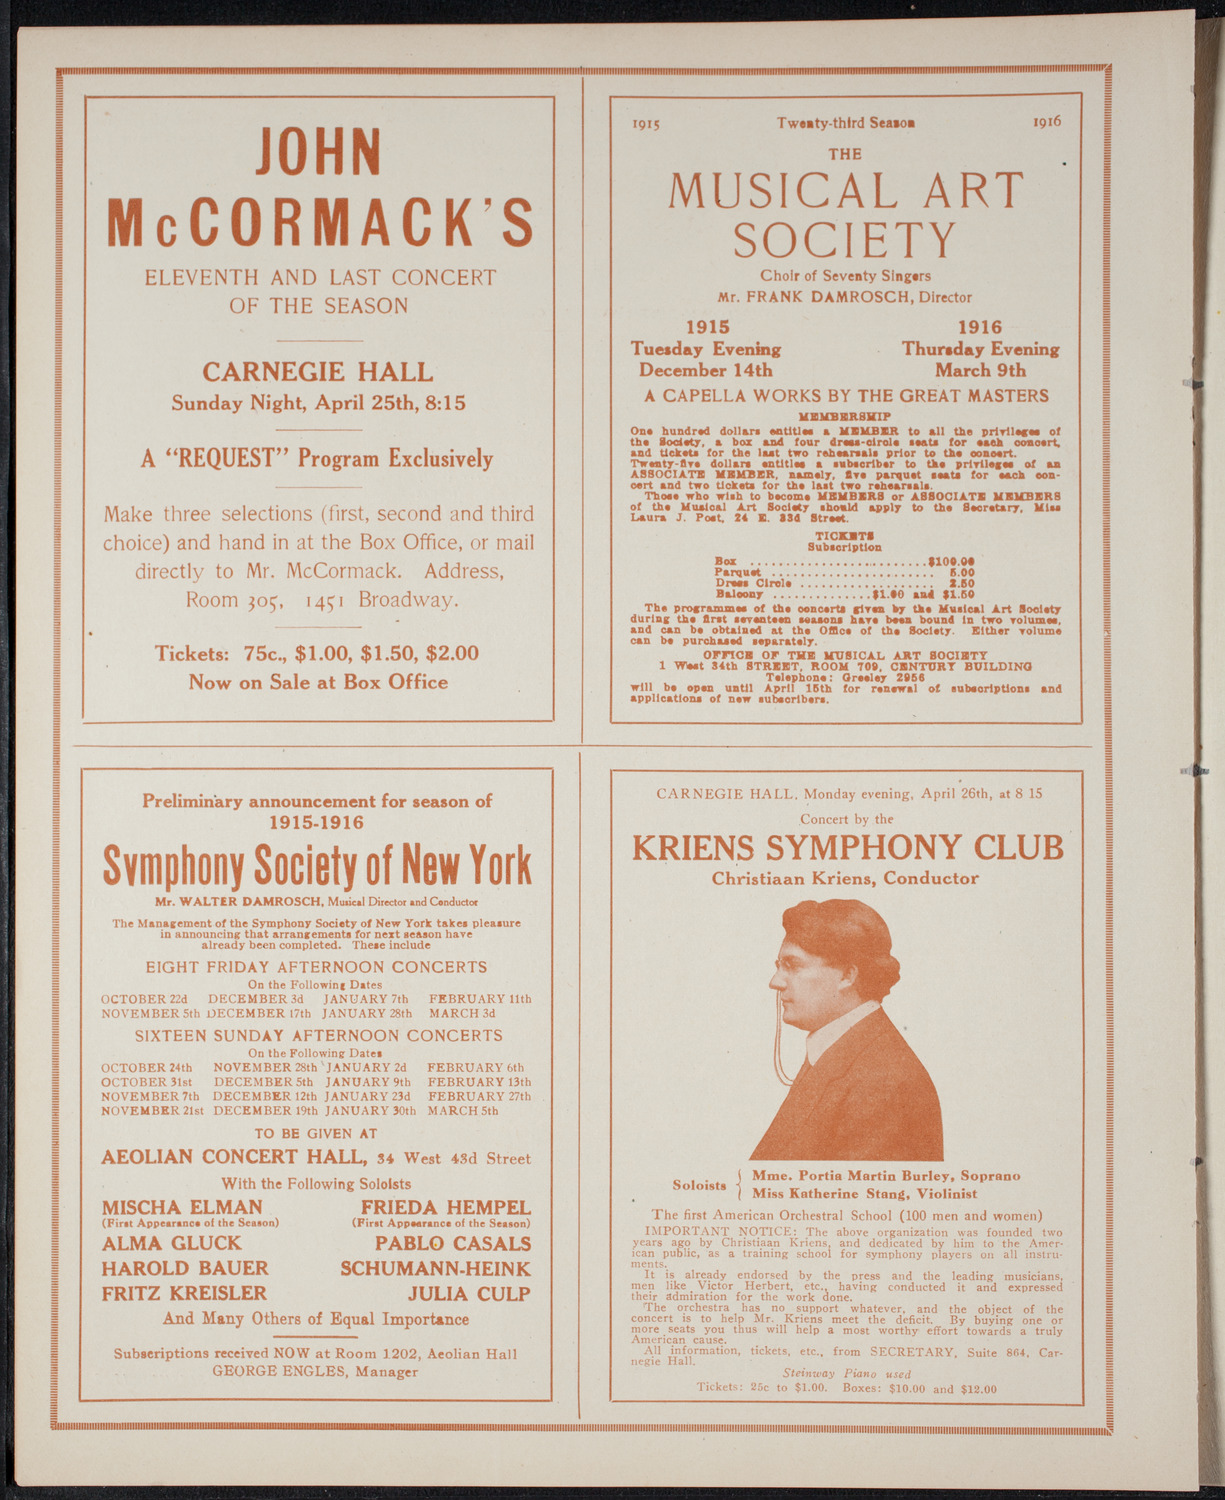 JOHN
McCORMACK'S
ELEVENTH AND LAST CONCERT
OF THE SEASON
CARNEGIE HALL
Sunday Night, April 25th, 8:15
A "REQUEST" Program Exclusively
Make three selections (first, second and third
choice) and hand in at the Box Office, or mail
directly to Mr. McCormack. Address,
Room 305, 1451 Broadway.
Tickets: 75c., $1.00, $1.50, $2.00
Now on Sale at Box Office
1915 Twenty-third Season 1916
THE
MUSICAL ART
SOCIETY
Choir of Seventy Singers
Mr. FRANK DAMROSCH, Director
1915 1916
Tuesday Evening Thursday Evening
December 14th March 9th
A CAPELLA WORKS BY THE GREAT MASTERS
MEMBERSHIP
One hundred dollars entitles a MEMBER to all the privileges of
the Society, a box and four dress-circle seats for each concert,
and tickets for the last two rehearsals prior to the concert.
Twenty-five dollars entitles a subscriber to the privileges of an
ASSOCIATE MEMBER, namely, five parquet seats for each con-
cert and two tickets for the last two rehearsals.
Those who wish to become MEMBERS or ASSOCIATE MEMBERS
of the Musical Art Society should apply to the Secretary, Miss
Laura J. Post, 24 E. 33d Street.
TICKETS
Subscription
Box ........................$100.00
Parquet ...................... 5.00
Dress Circle .................. 2.50
Balcony .............$1.00 and $1.50
The programmes of the concerts given by the Musical Art Society
during the first seventeen seasons have been bound in two volumes,
and can be obtained at the Office of the Society. Either volume
can be purchased separately.
OFFICE OF THE MUSICAL ART SOCIETY
1 West 34th STREET, ROOM 709, CENTURY BUILDING
Telephone: Greeley 2956
will be open until April 15th for renewal of subscriptions and
applications of new subscribers.
Preliminary announcement for season of
1915-1916
Symphony Society of New York
Mr. WALTER DAMROSCH, Musical Director and Conductor
The Management of the Symphony Society of New York takes pleasure
in announcing that arrangements for next season have
already been completed. These include
EIGHT FRIDAY AFTERNOON CONCERTS
On the Following Dates
OCTOBER 22d DECEMBER 3d JANUARY 7th FEBRUARY 11th
NOVEMBER 5th DECEMBER 17th JANUARY 28th MARCH 3d
SIXTEEN SUNDAY AFTERNOON CONCERTS
On the Following Dates
OCTOBER 24th NOVEMBER 28th JANUARY 2d FEBRUARY 6th
OCTOBER 31st DECEMBER 5th JANUARY 9th FEBRUARY 13th
NOVEMBER 7th DECEMBER 12th JANUARY 23d FEBRUARY 27th
NOVEMBER 21st DECEMBER 19th JANUARY 30th MARCH 5th
TO BE GIVEN AT
AEOLIAN CONCERT HALL, 34 West 43d Street
With the Following Soloists
MISCHA ELMAN FRIEDA HEMPEL
(First Appearance of the Season) (First Appearance of the Season)
ALMA GLUCK PABLO CASALS
HAROLD BAUER SCHUMANN-HEINK
FRITZ KREISLER JULIA CULP
And Many Others of Equal Importance
Subscriptions received NOW at Room 1202, Aeolian Hall
GEORGE ENGLES, Manager
CARNEGIE HALL, Monday evening, April 26th, at 8 15
Concert by the
KRIENS SYMPHONY CLUB
Christiaan Kriens, Conductor
Soloists { Mme. Portia Martin Burley, Soprano
Miss Katherine Stang, Violinist
The first American Orchestral School (100 men and women)
IMPORTANT NOTICE: The above organization was founded two
years ago by Christiaan Kriens, and dedicated by him to the Amer-
ican public, as a training school for symphony players on all instru-
ments.
It is already endorsed by the press and the leading musicians,
men like Victor Herbert, etc., having conducted it and expressed
their admiration for the work done.
The orchestra has no support whatever, and the object of the
concert is to help Mr. Kriens meet the deficit. By buying one or
more seats you thus will help a most worthy effort towards a truly
American cause.
All information, tickets, etc., from SECRETARY, Suite 864, Car-
negie Hall.
Steinway Piano used
Tickets: 25c to $1.00. Boxes: $10.00 and $12.00